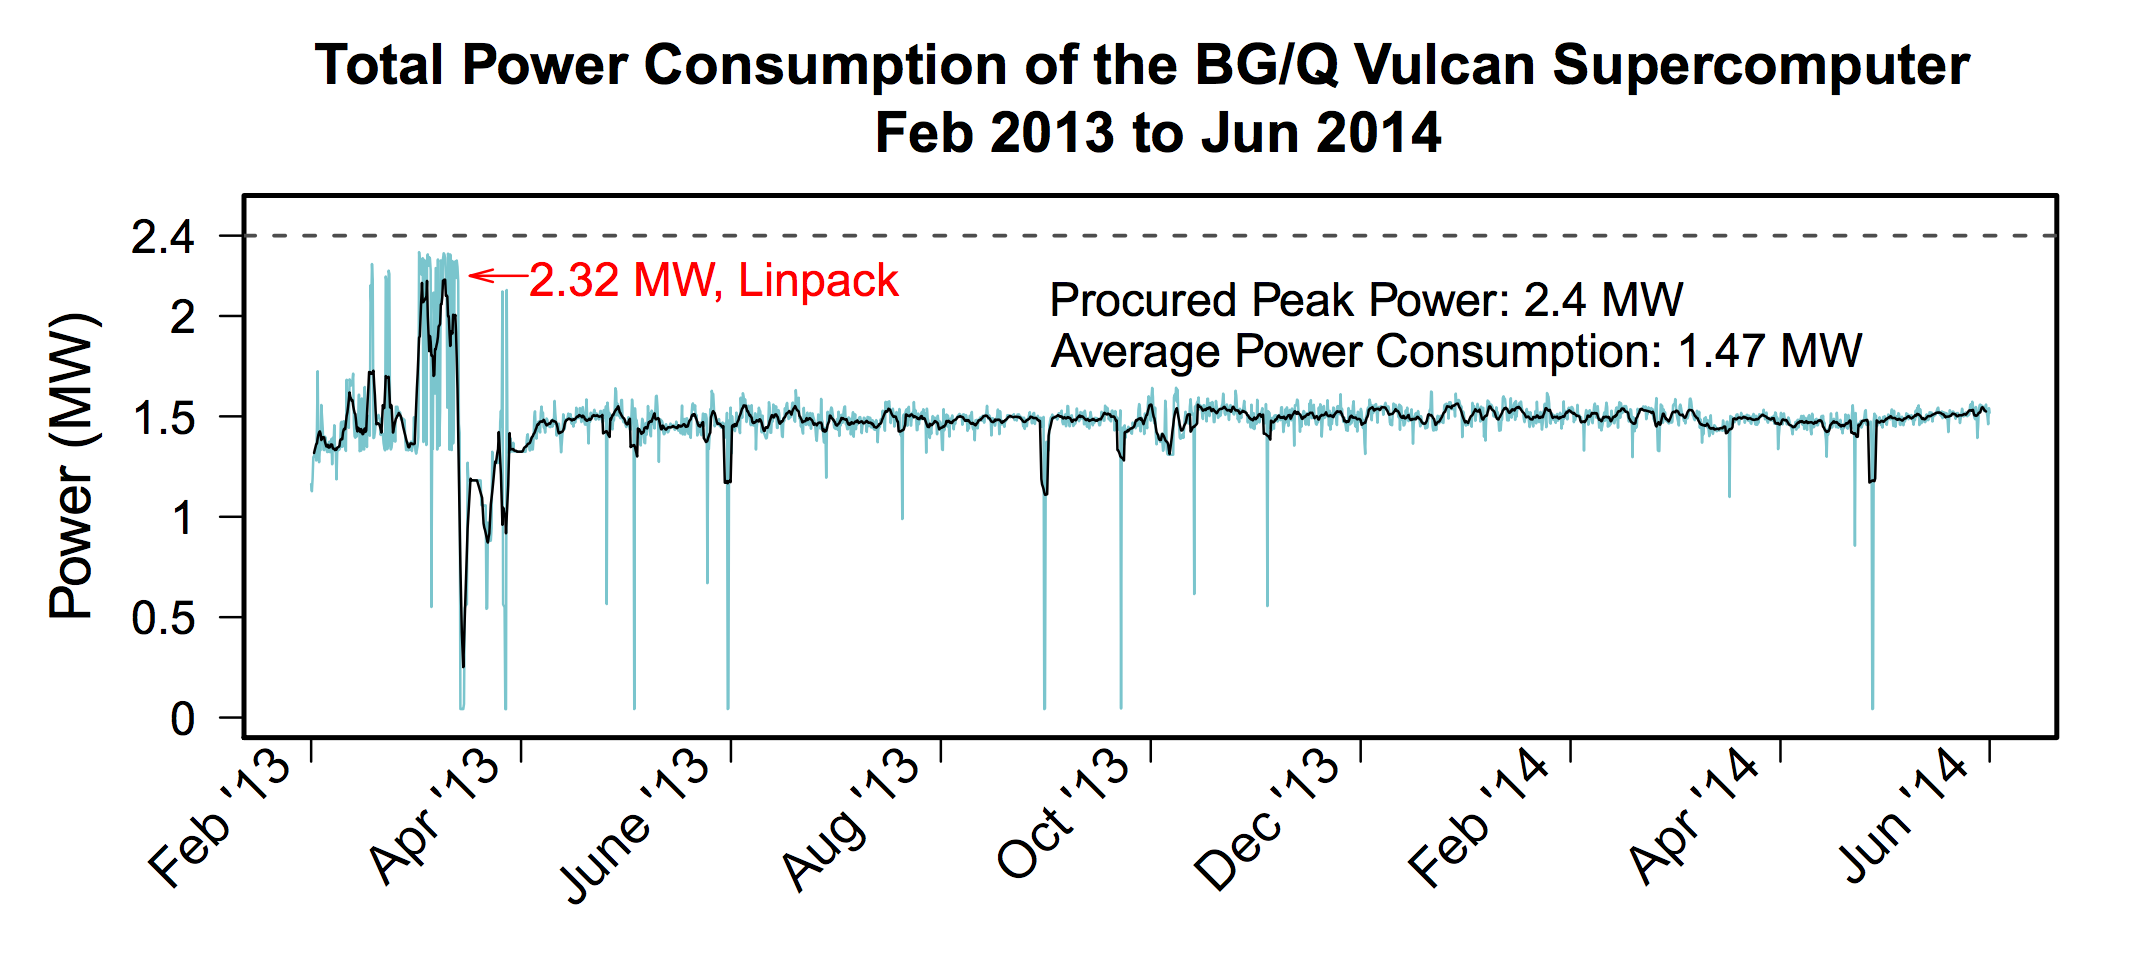 Total Power Consumption of the BG/Q Vulcan Supercomputer
Feb 2013 to Jun 2014
Power (MW)
2.4
2
1.5
1
0.5
0
2.32 MW, Linpack
Procured Peak Power: 2.4 MW
Average Power Consumption: 1.47 MW
Feb '13
Apr '13
June '13
Aug '13
Oct '13
Dec '13
Feb '14
Apr '14
Jun '14